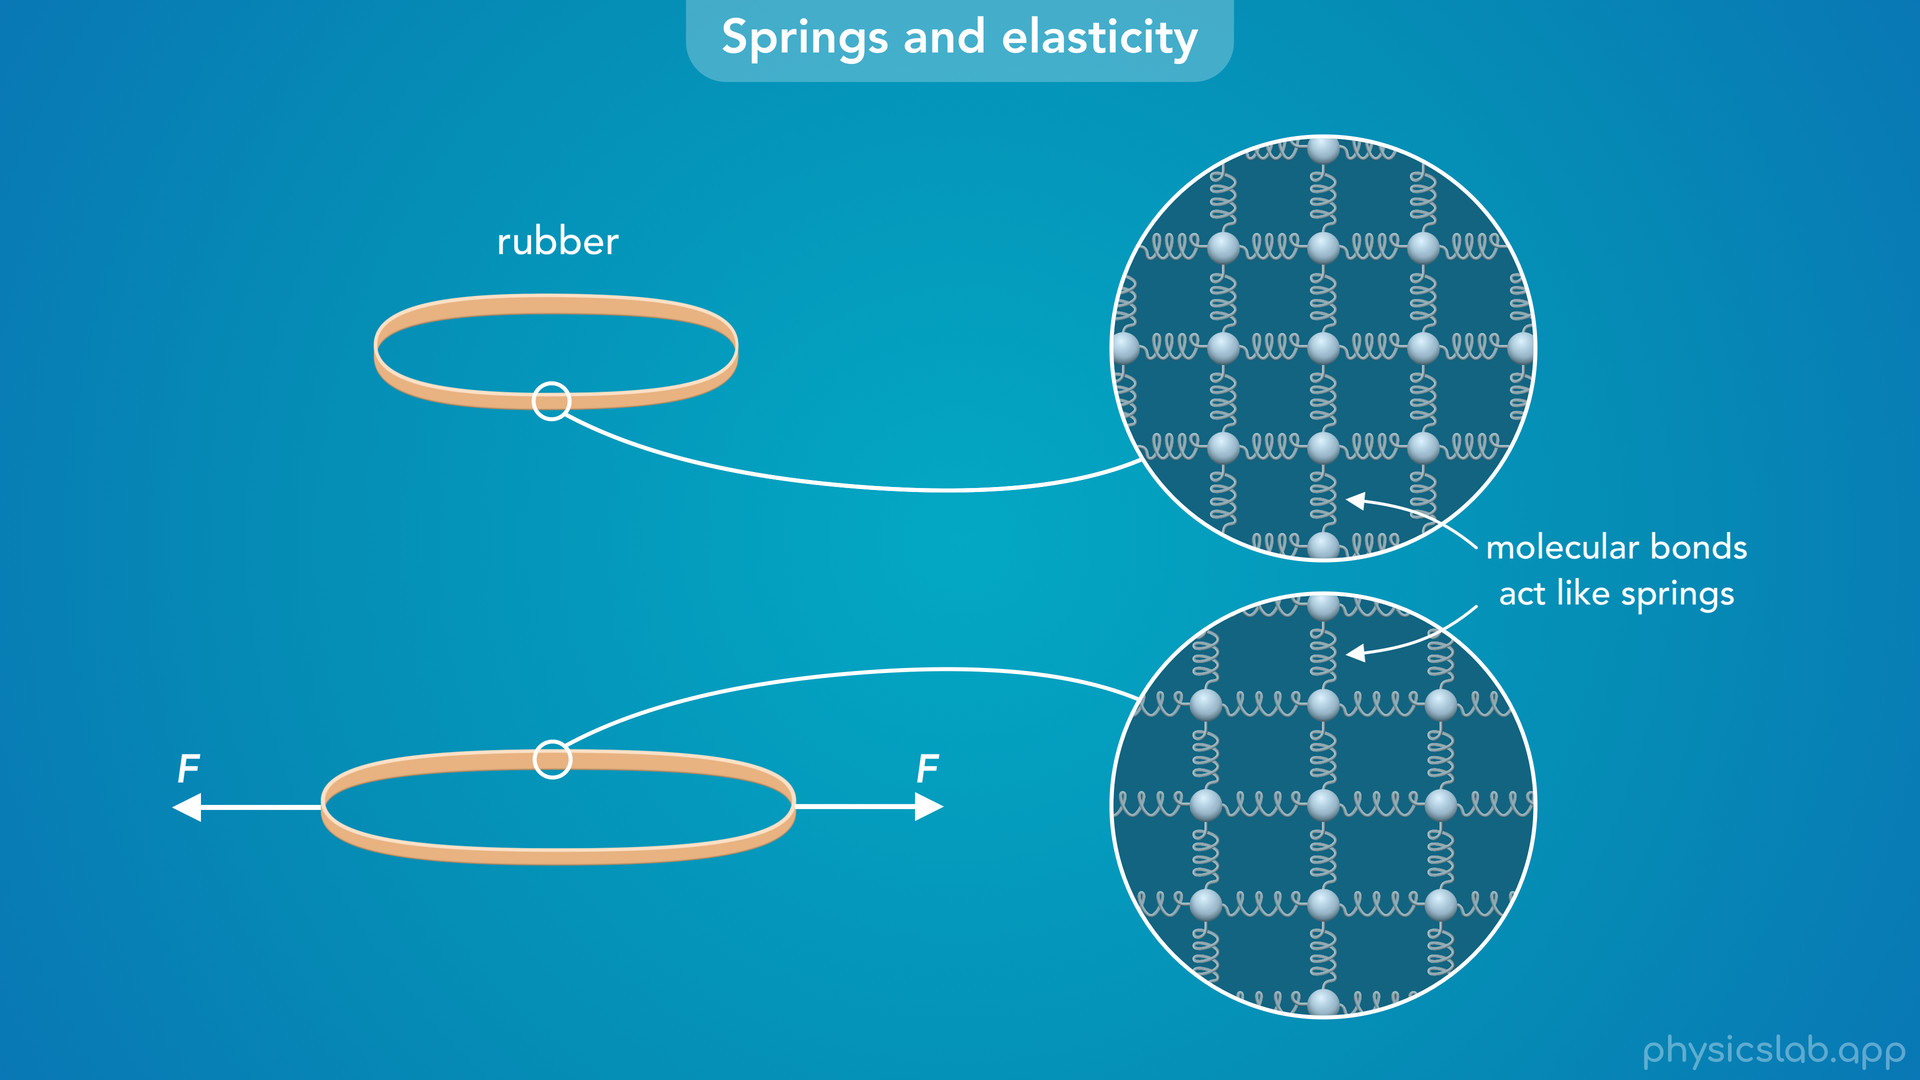 Springs and elasticity
rubber
molecular bonds
act like springs
F
F
physicslab.app